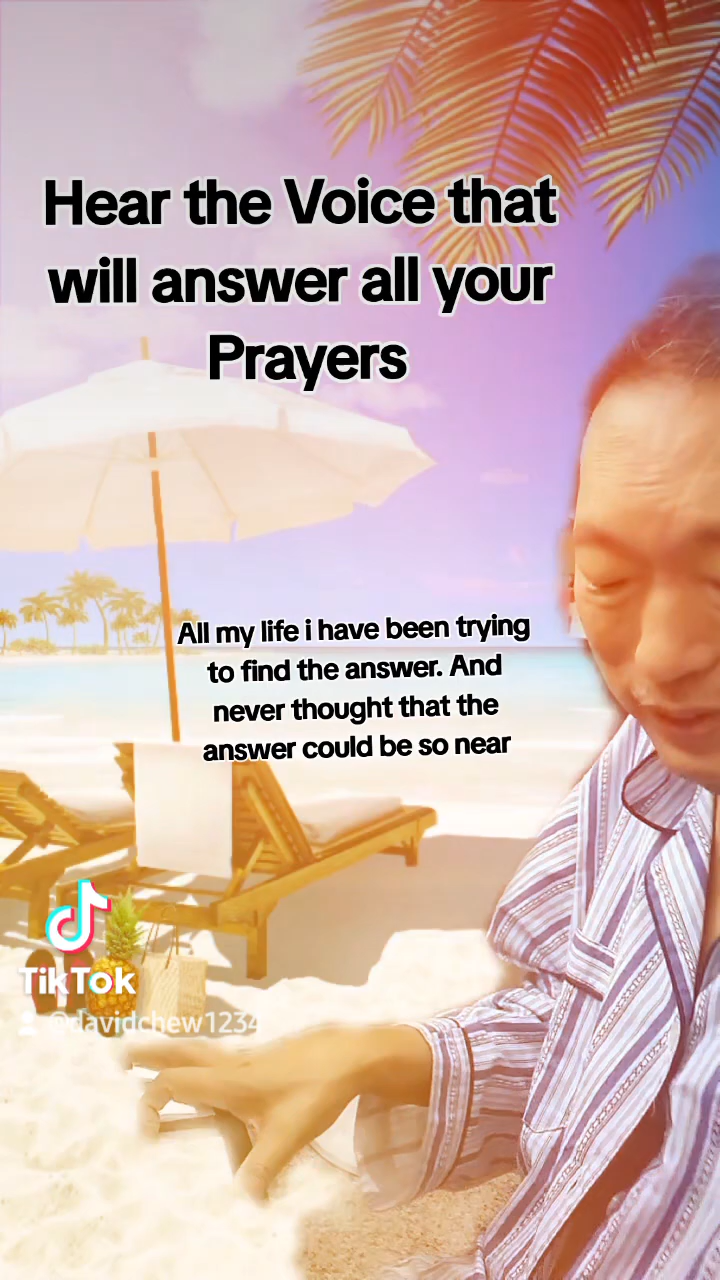 Hear the Voice that
will answer all your
Prayers
All my life i have been trying
to find the answer. And
never thought that the
answer could be so near
TikTok
@davidchew1234